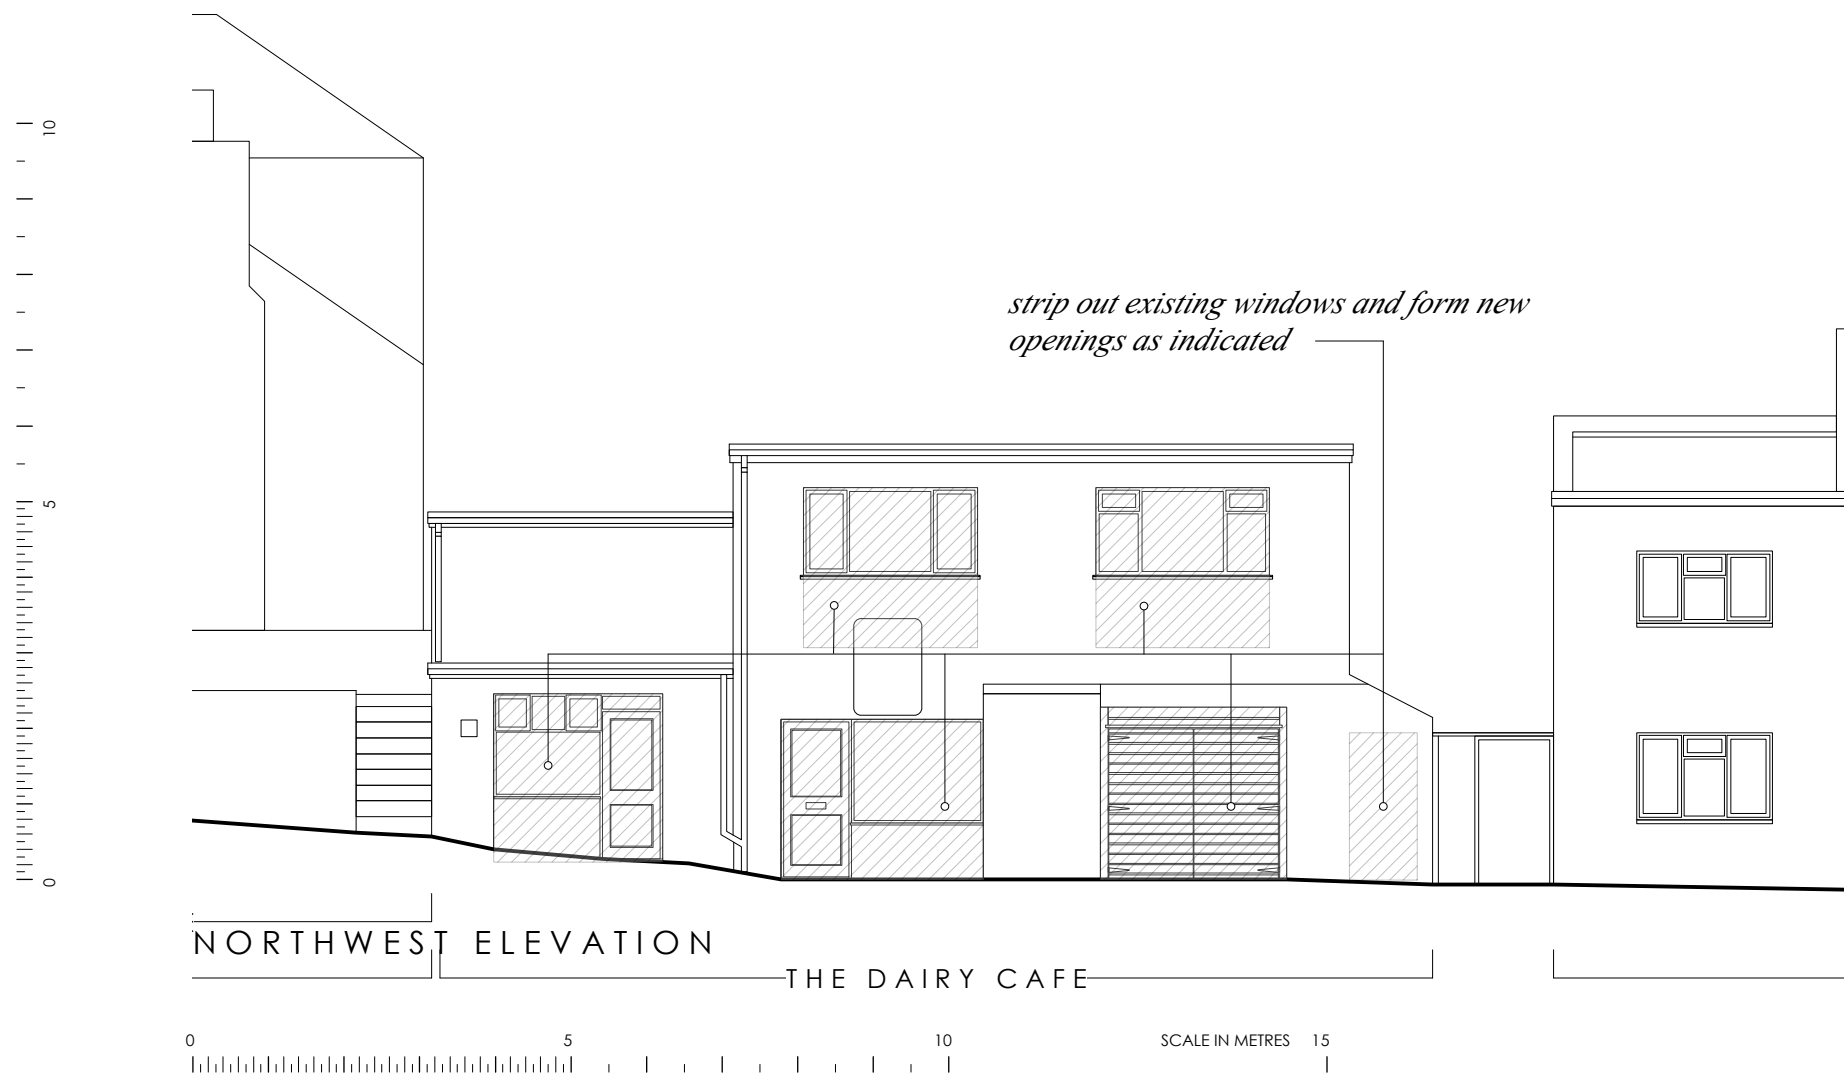 10
strip out existing windows and form new
openings as indicated
5
0
NORTHWEST ELEVATION
THE DAIRY CAFE
0 5 10 SCALE IN METRES 15